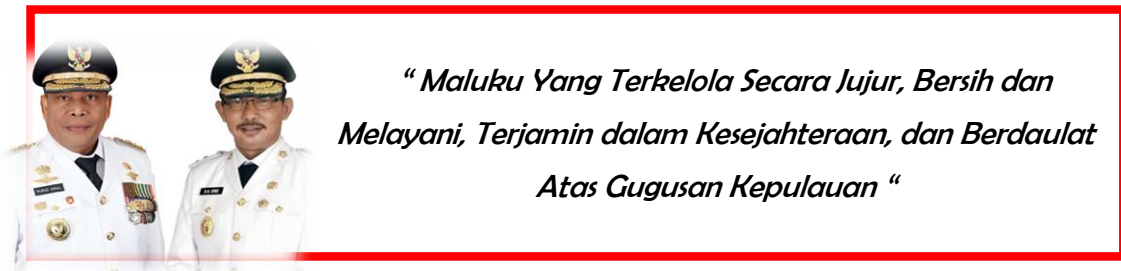 “ Maluku Yang Terkelola Secara Jujur, Bersih dan
Melayani, Terjamin dalam Kesejahteraan, dan Berdaulat
Atas Gugusan Kepulauan “